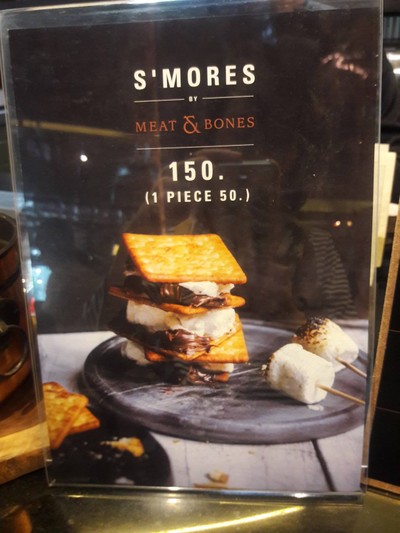 S'MORES
BY
MEAT & BONES
150.
(1 PIECE 50.)